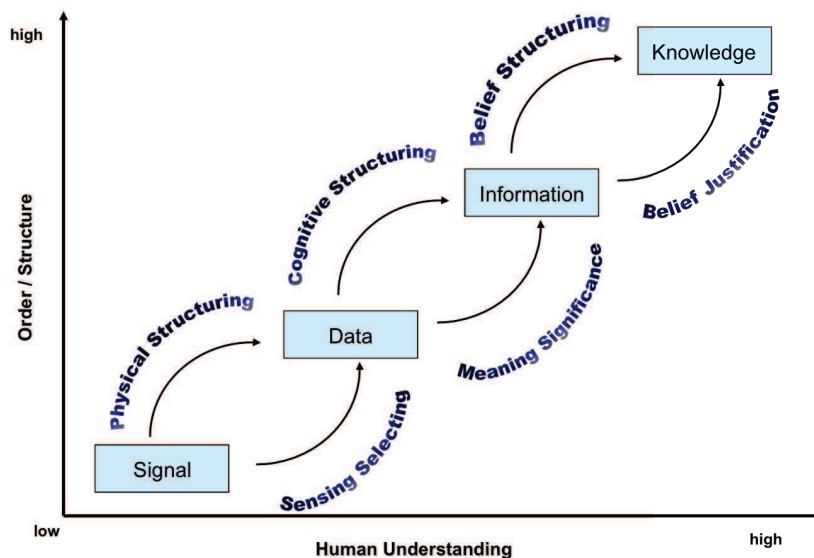 high
Belief Structuring
Knowledge
Belief Justification
Cognitive Structuring
Information
Order / Structure
Physical Structuring
Data
Meaning Significance
Signal
Sensing Selecting
low
high
Human Understanding